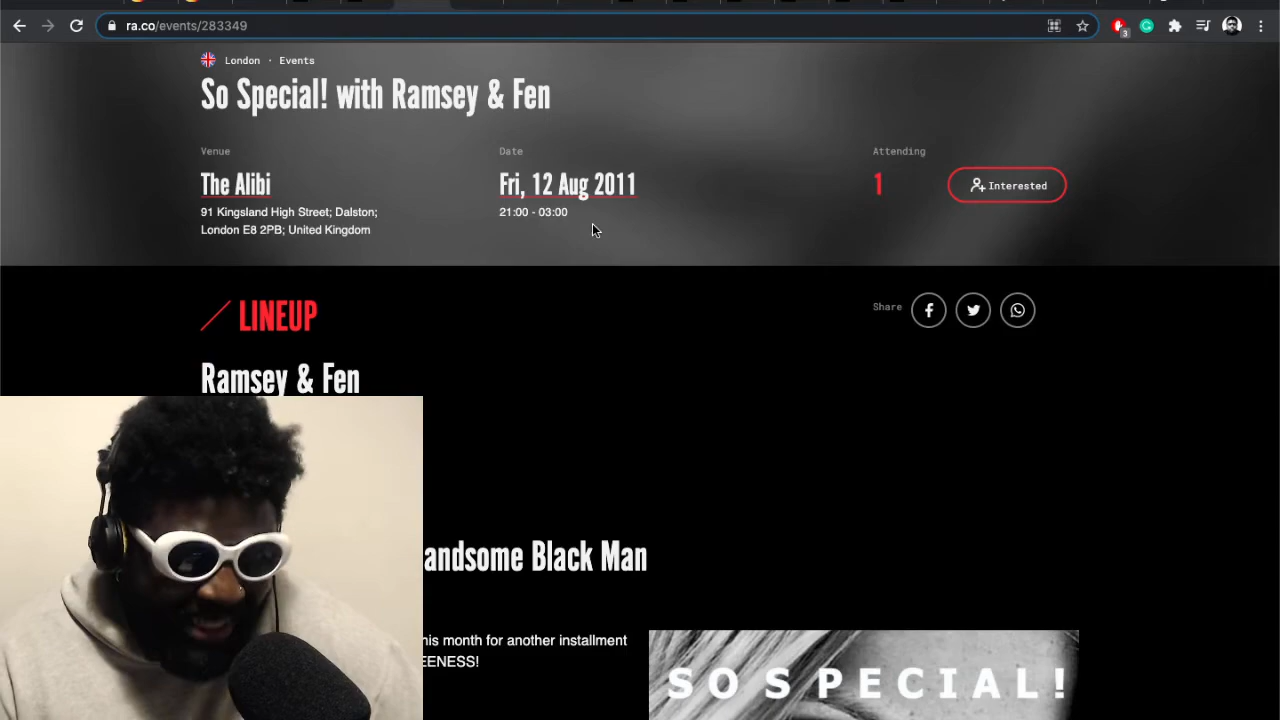 ra.co/events/283349
3
London · Events
So Special! with Ramsey & Fen
Venue
Date
Attending
The Alibi
Fri, 12 Aug 2011
1
Interested
91 Kingsland High Street; Dalston;
London E8 2PB; United Kingdom
21:00 - 03:00
LINEUP
Share
Ramsey & Fen
andsome Black Man
his month for another installment
EENESS!
SO SPECIAL!